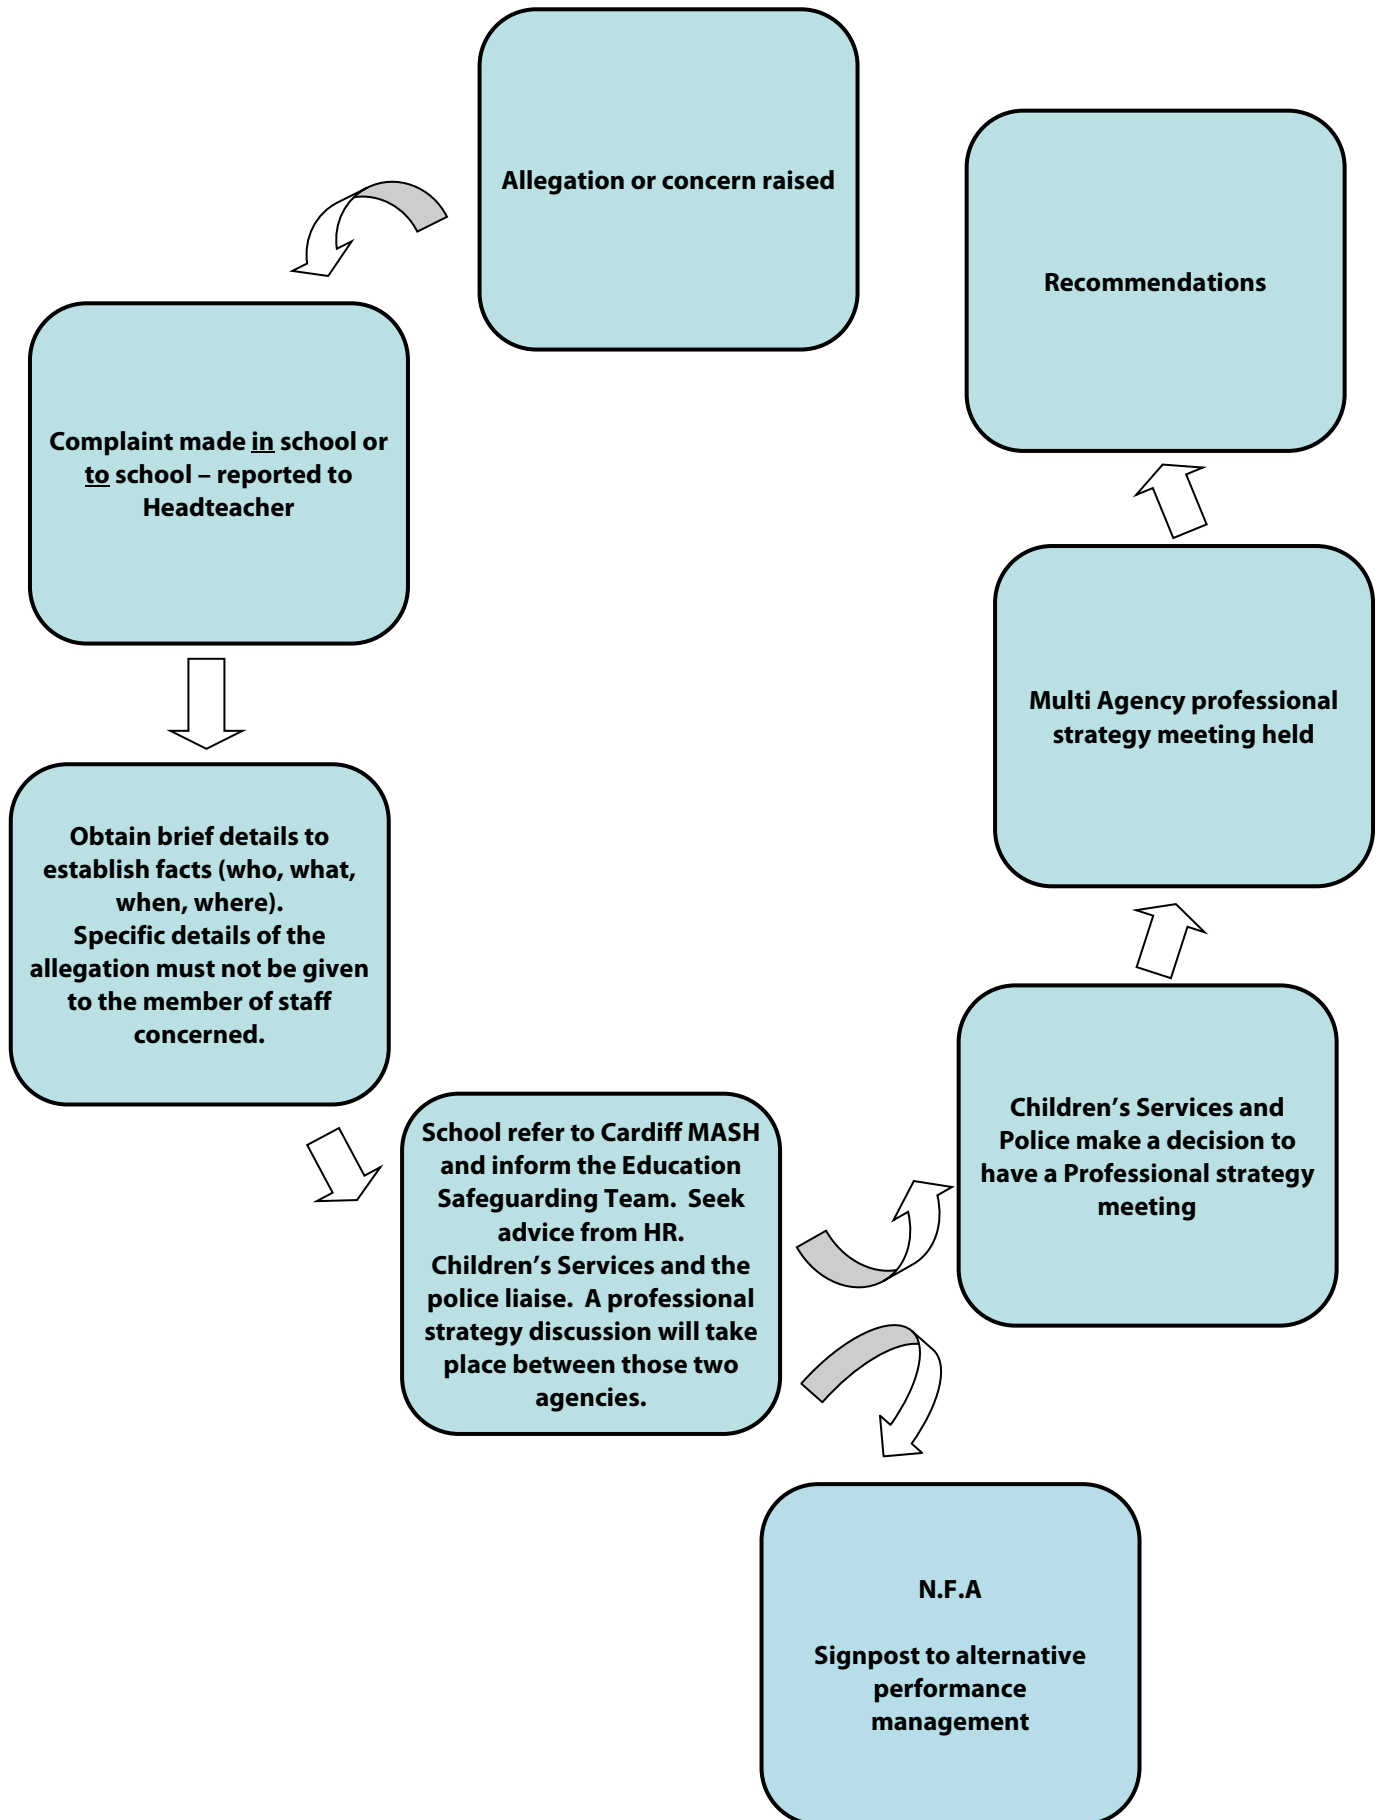 Allegation or concern raised
Complaint made in school or
to school – reported to
Headteacher
Obtain brief details to
establish facts (who, what,
when, where).
Specific details of the
allegation must not be given
to the member of staff
concerned.
School refer to Cardiff MASH
and inform the Education
Safeguarding Team.  Seek
advice from HR.
Children’s Services and the
police liaise.  A professional
strategy discussion will take
place between those two
agencies.
Children’s Services and
Police make a decision to
have a Professional strategy
meeting
Multi Agency professional
strategy meeting held
Recommendations
N.F.A
Signpost to alternative
performance
management